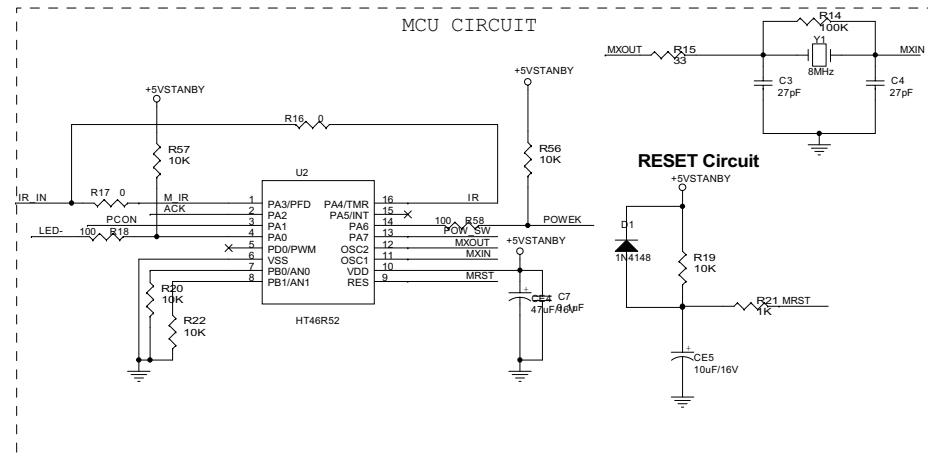 MCU CIRCUIT
R14
100K
MXOUT
R15
33
Y1
8MHz
MXIN
C3
27pF
C4
27pF
+5VSTANBY
+5VSTANBY
R16 0
R57
10K
R56
10K
RESET Circuit
+5VSTANBY
U2
IR_IN
R17 0
M_IR
1 PA3/PFD PA4/TMR 16
IR
ACK
2 PA2 PA5/INT 15
PCON
3 PA1 PA6 14
100 R58
POWEK
LED-
100 R18
4 PA0 PA7 13
POW_SW
5 PD0/PWM OSC2 12
MXOUT
6 VSS OSC1 11
MXIN
7 PB0/AN0 VDD 10
+5VSTANBY
8 PB1/AN1 RES 9
MRST
HT46R52
R20
10K
R22
10K
CE4
47uF/16V
C7
0.1uF
D1
1N4148
R19
10K
R21
1K
MRST
CE5
10uF/16V